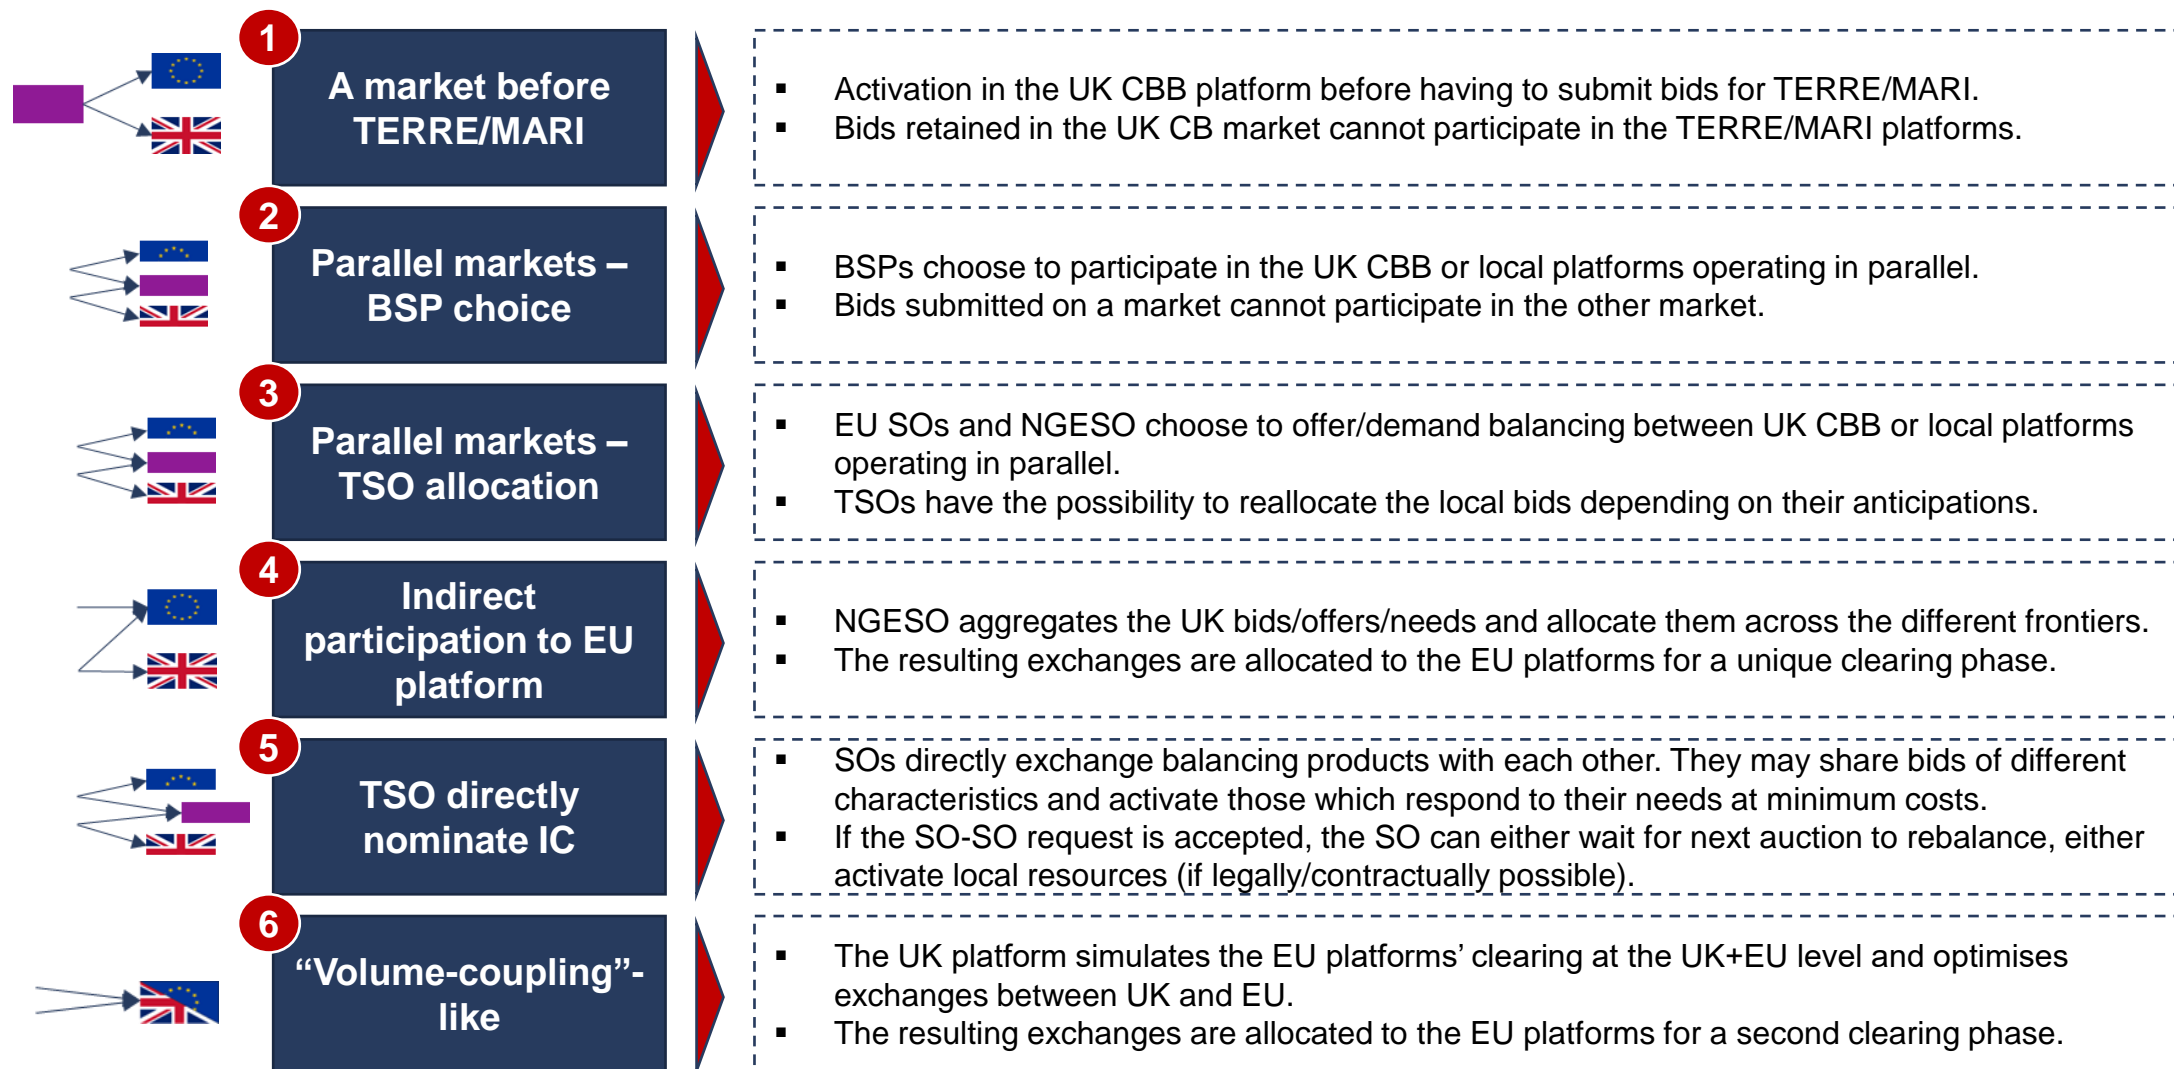 1
A market before
TERRE/MARI
▪ Activation in the UK CBB platform before having to submit bids for TERRE/MARI.
▪ Bids retained in the UK CB market cannot participate in the TERRE/MARI platforms.
2
Parallel markets –
BSP choice
▪ BSPs choose to participate in the UK CBB or local platforms operating in parallel.
▪ Bids submitted on a market cannot participate in the other market.
3
Parallel markets –
TSO allocation
▪ EU SOs and NGESO choose to offer/demand balancing between UK CBB or local platforms
operating in parallel.
▪ TSOs have the possibility to reallocate the local bids depending on their anticipations.
4
Indirect
participation to EU
platform
▪ NGESO aggregates the UK bids/offers/needs and allocate them across the different frontiers.
▪ The resulting exchanges are allocated to the EU platforms for a unique clearing phase.
5
TSO directly
nominate IC
▪ SOs directly exchange balancing products with each other. They may share bids of different
characteristics and activate those which respond to their needs at minimum costs.
▪ If the SO-SO request is accepted, the SO can either wait for next auction to rebalance, either
activate local resources (if legally/contractually possible).
6
“Volume-coupling”-
like
▪ The UK platform simulates the EU platforms’ clearing at the UK+EU level and optimises
exchanges between UK and EU.
▪ The resulting exchanges are allocated to the EU platforms for a second clearing phase.